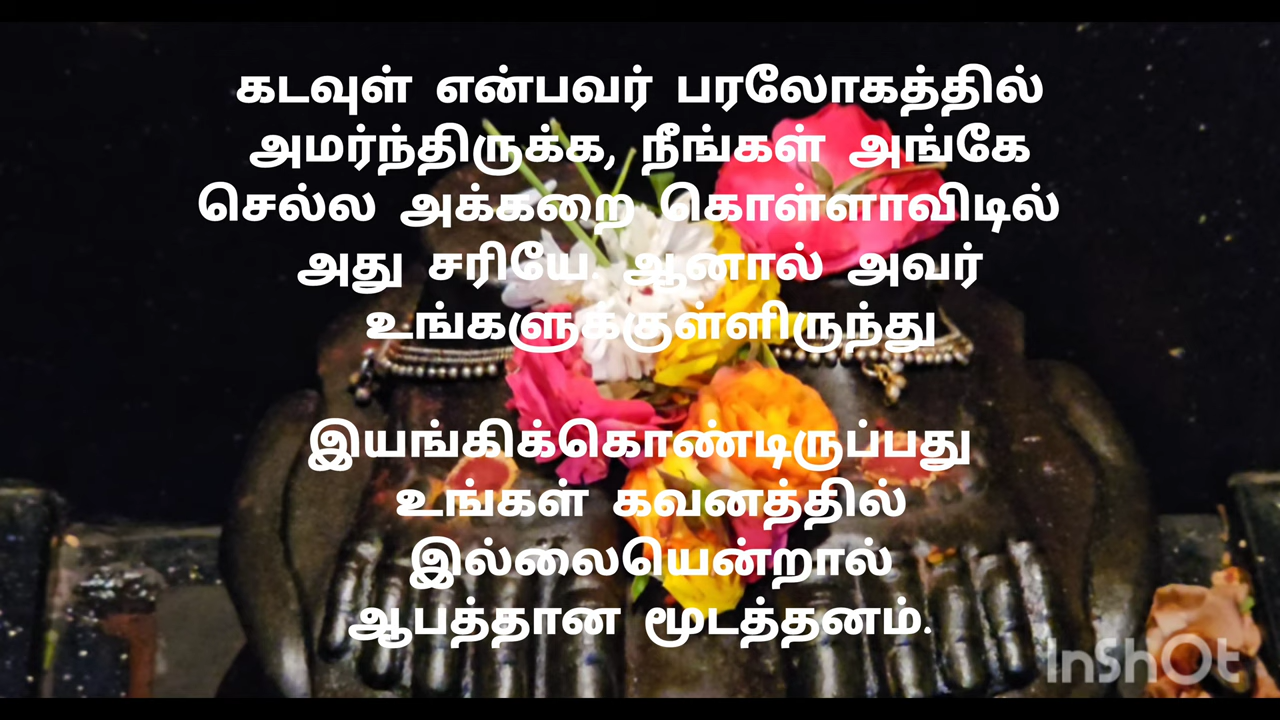 கடவுள் என்பவர் பரலோகத்தில்
அமர்ந்திருக்க, நீங்கள் அங்கே
செல்ல அக்கறை கொள்ளாவிடில்
அது சரியே. ஆனால் அவர்
உங்களுக்குள்ளிருந்து
இயங்கிக்கொண்டிருப்பது
உங்கள் கவனத்தில்
இல்லையென்றால்
ஆபத்தான மூடத்தனம்.
InShOt